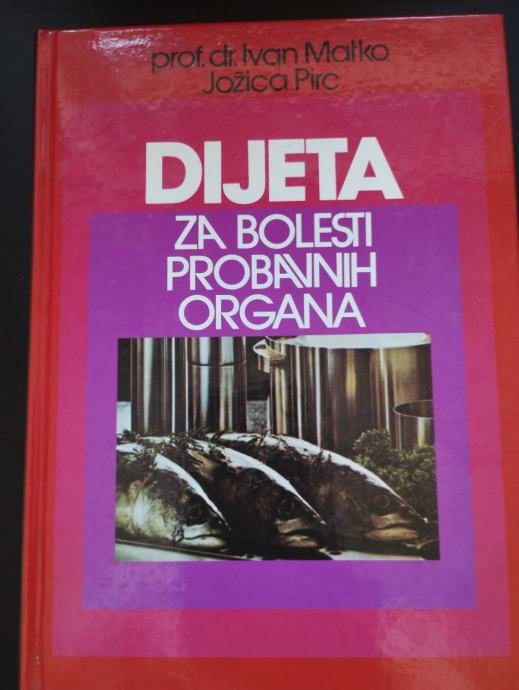 prof. dr. Ivan Matko
Jožica Pirc
DIJETA
ZA BOLESTI
PROBAVNIH
ORGANA